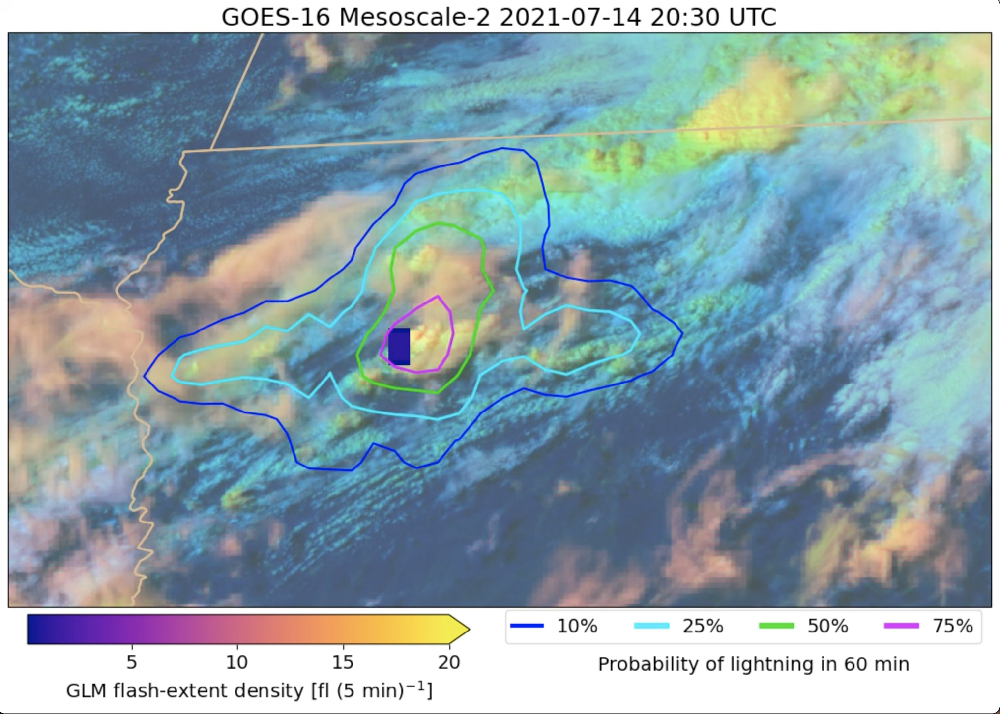 GOES-16 Mesoscale-2 2021-07-14 20:30 UTC
5 10 15 20
GLM flash-extent density [fl (5 min)⁻¹]
10% 25% 50% 75%
Probability of lightning in 60 min